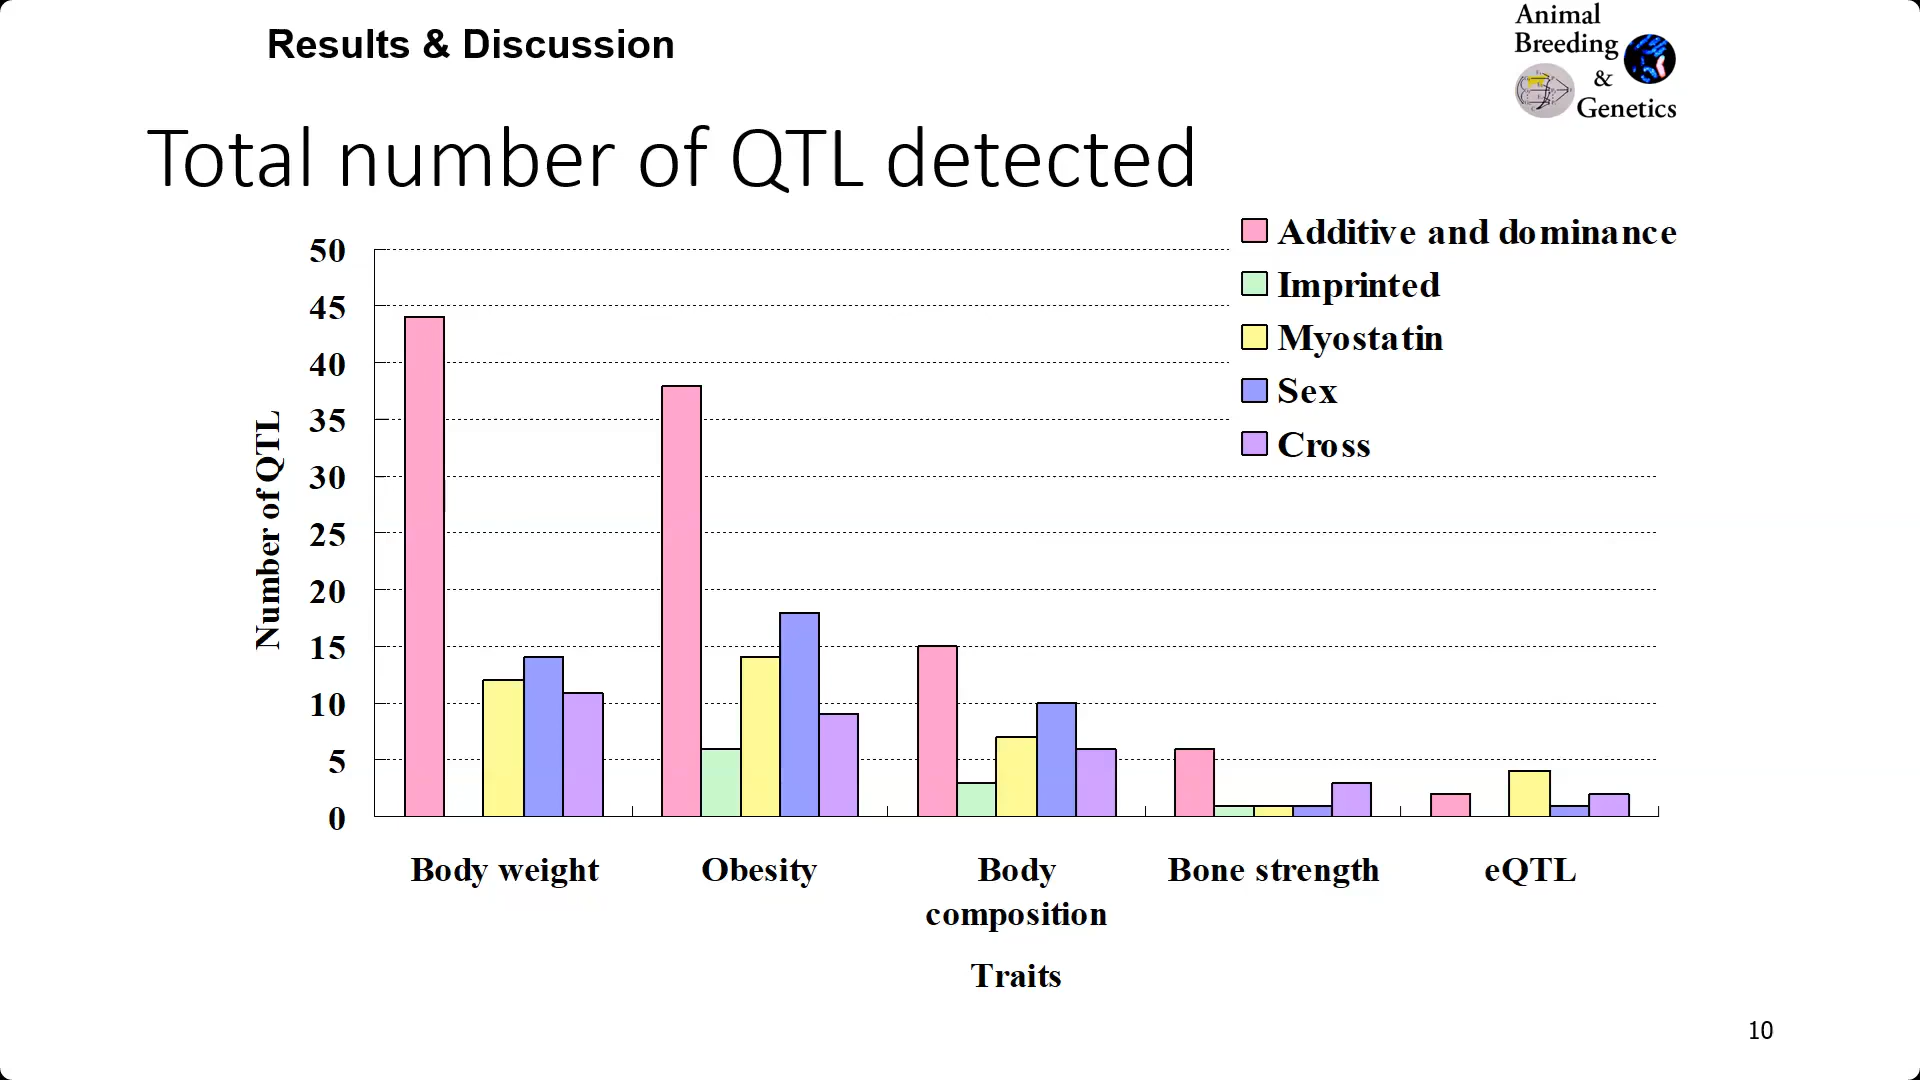 Results & Discussion
Animal
Breeding
&
Genetics
Total number of QTL detected
Additive and dominance
Imprinted
Myostatin
Sex
Cross
Number of QTL
50
45
40
35
30
25
20
15
10
5
0
Body weight
Obesity
Body
composition
Bone strength
eQTL
Traits
10